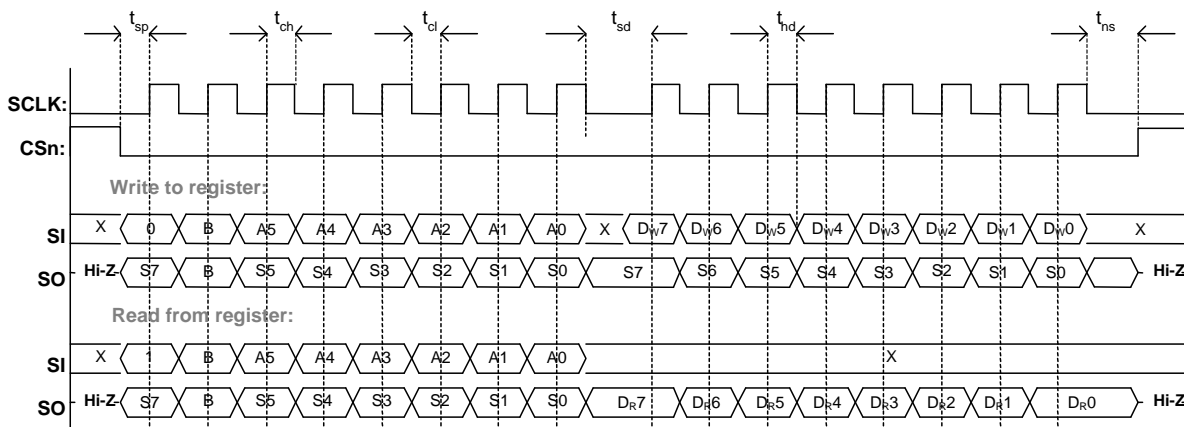 tsp tch tcl tsd thd tns
SCLK:
CSn:
Write to register:
SI X 0 B A5 A4 A3 A2 A1 A0 X DW7 DW6 DW5 DW4 DW3 DW2 DW1 DW0 X
SO Hi-Z S7 B S5 S4 S3 S2 S1 S0 S7 S6 S5 S4 S3 S2 S1 S0 Hi-Z
Read from register:
SI X 1 B A5 A4 A3 A2 A1 A0 X
SO Hi-Z S7 B S5 S4 S3 S2 S1 S0 DR7 DR6 DR5 DR4 DR3 DR2 DR1 DR0 Hi-Z